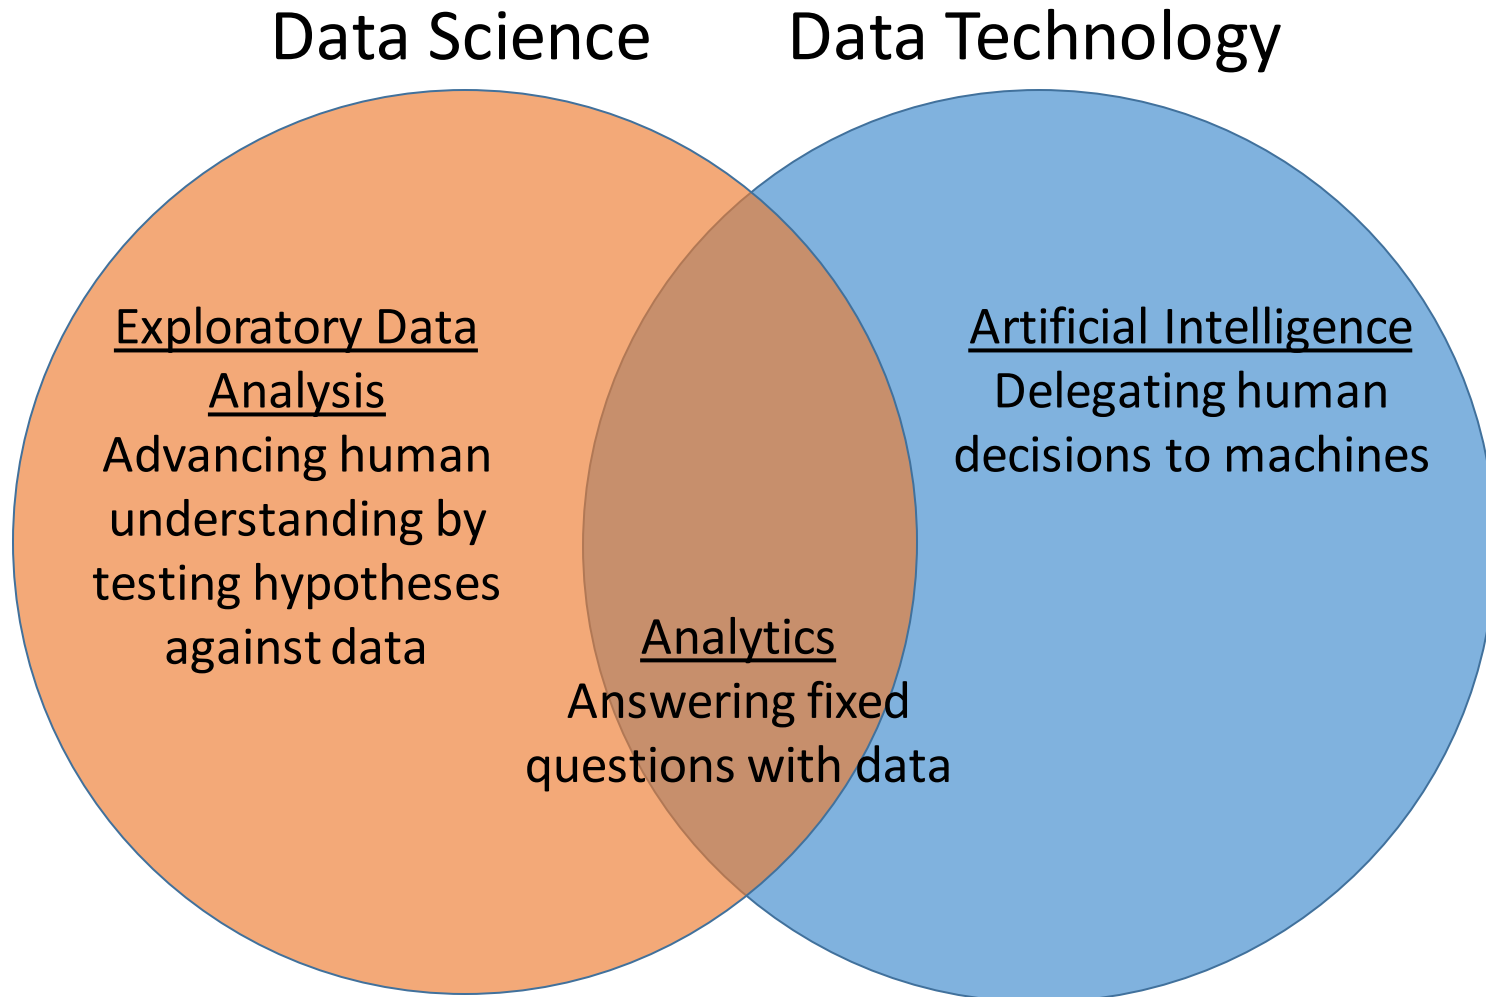 Data Science
Data Technology
Exploratory Data
Analysis
Advancing human
understanding by
testing hypotheses
against data
Analytics
Answering fixed
questions with data
Artificial Intelligence
Delegating human
decisions to machines